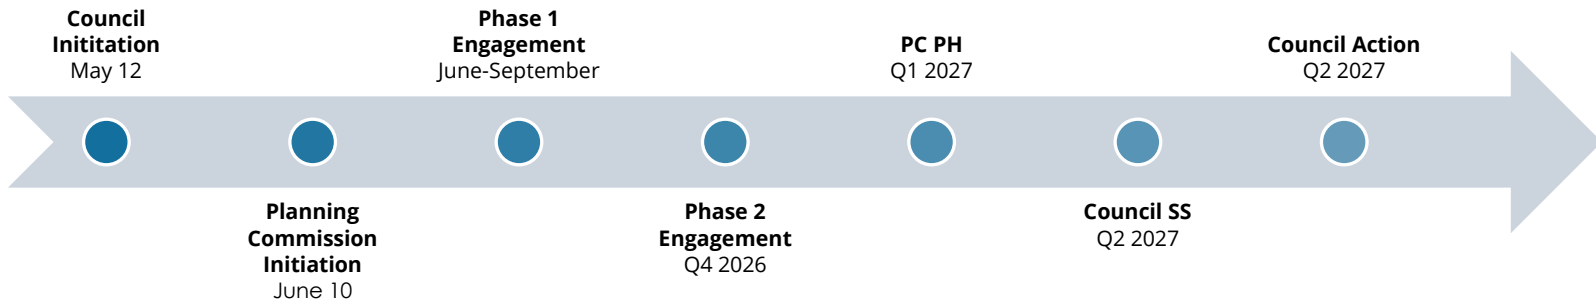 Council
Inititation
May 12
Planning
Commission
Initiation
June 10
Phase 1
Engagement
June-September
Phase 2
Engagement
Q4 2026
PC PH
Q1 2027
Council SS
Q2 2027
Council Action
Q2 2027